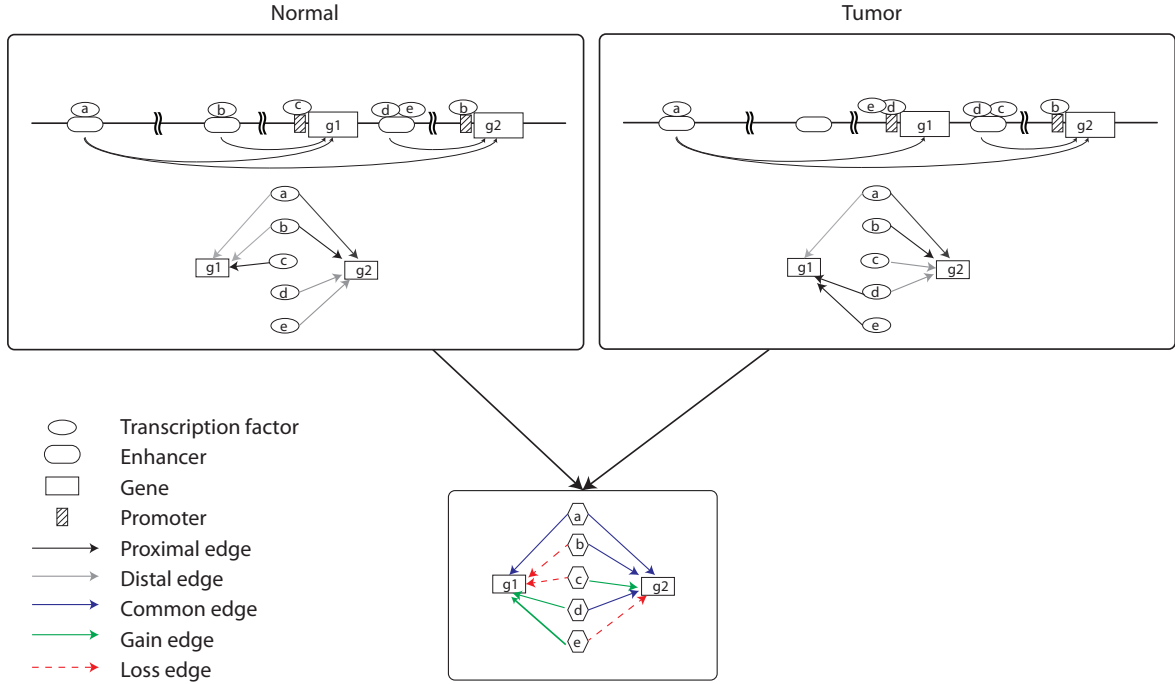 Normal
Tumor
a b c g1 d e b g2
a e d g1 d c b g2
a
b
g1 c g2
d
e
a
b
g1 c g2
d
e
Transcription factor
Enhancer
Gene
Promoter
Proximal edge
Distal edge
Common edge
Gain edge
Loss edge
a
b
g1 c g2
d
e